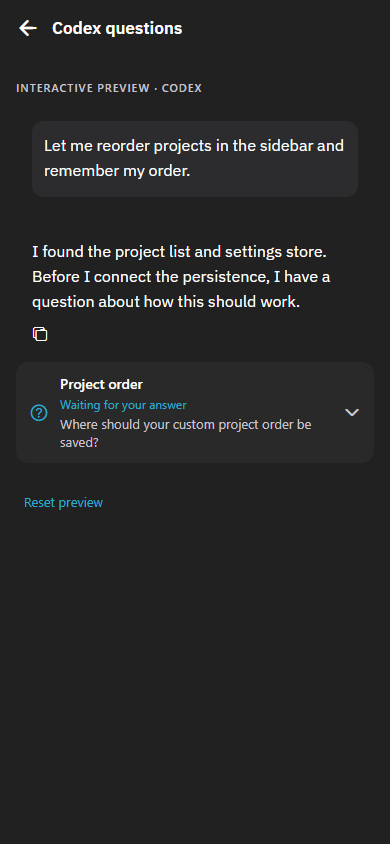 Codex questions
INTERACTIVE PREVIEW · CODEX
Let me reorder projects in the sidebar and
remember my order.
I found the project list and settings store.
Before I connect the persistence, I have a
question about how this should work.
Project order
Waiting for your answer
Where should your custom project order be
saved?
Reset preview